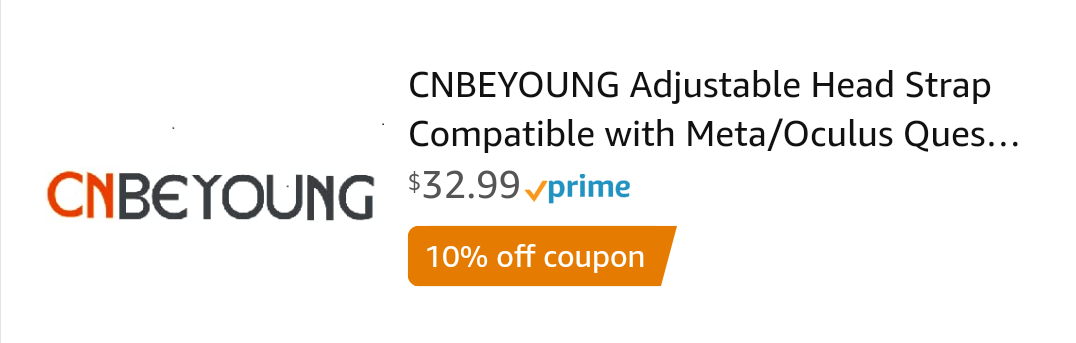 CNBEYOUNG
CNBEYOUNG Adjustable Head Strap
Compatible with Meta/Oculus Ques...
$32.99 prime
10% off coupon